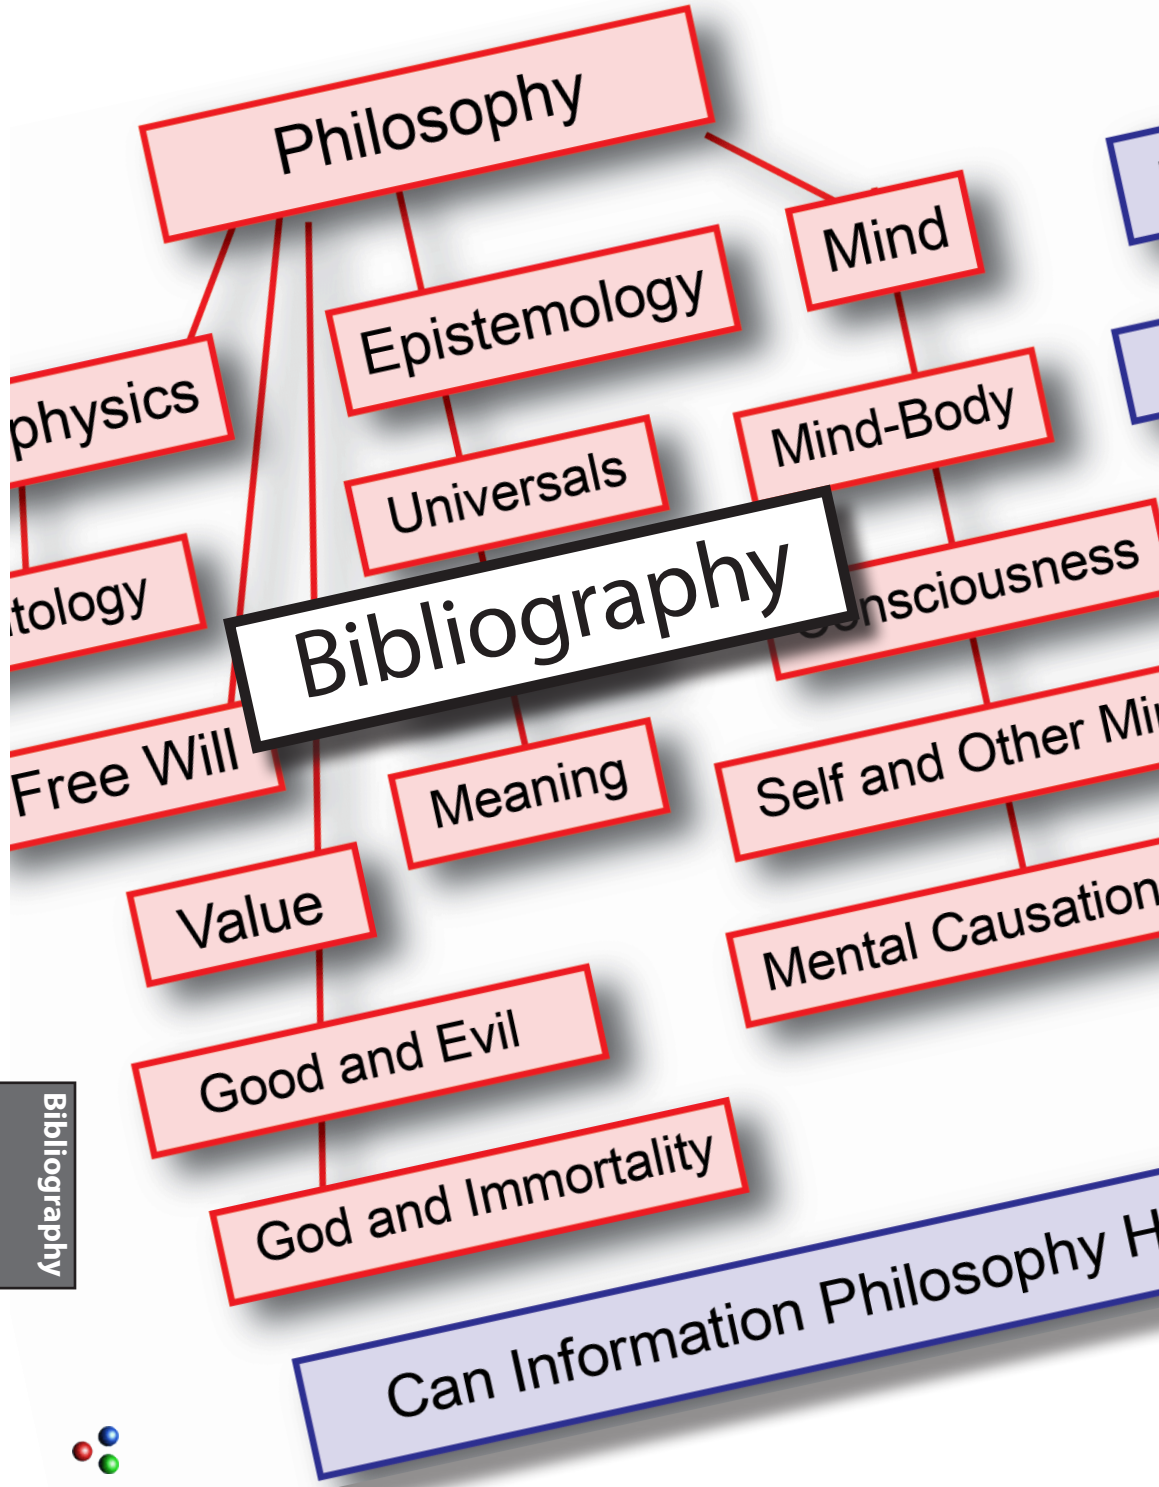 Philosophy
Mind
Epistemology
physics
Mind-Body
Universals
nsciousness
tology
Bibliography
Free Will
Meaning
Self and Other Mi
Value
Mental Causation
Good and Evil
God and Immortality
Bibliography
Can Information Philosophy H